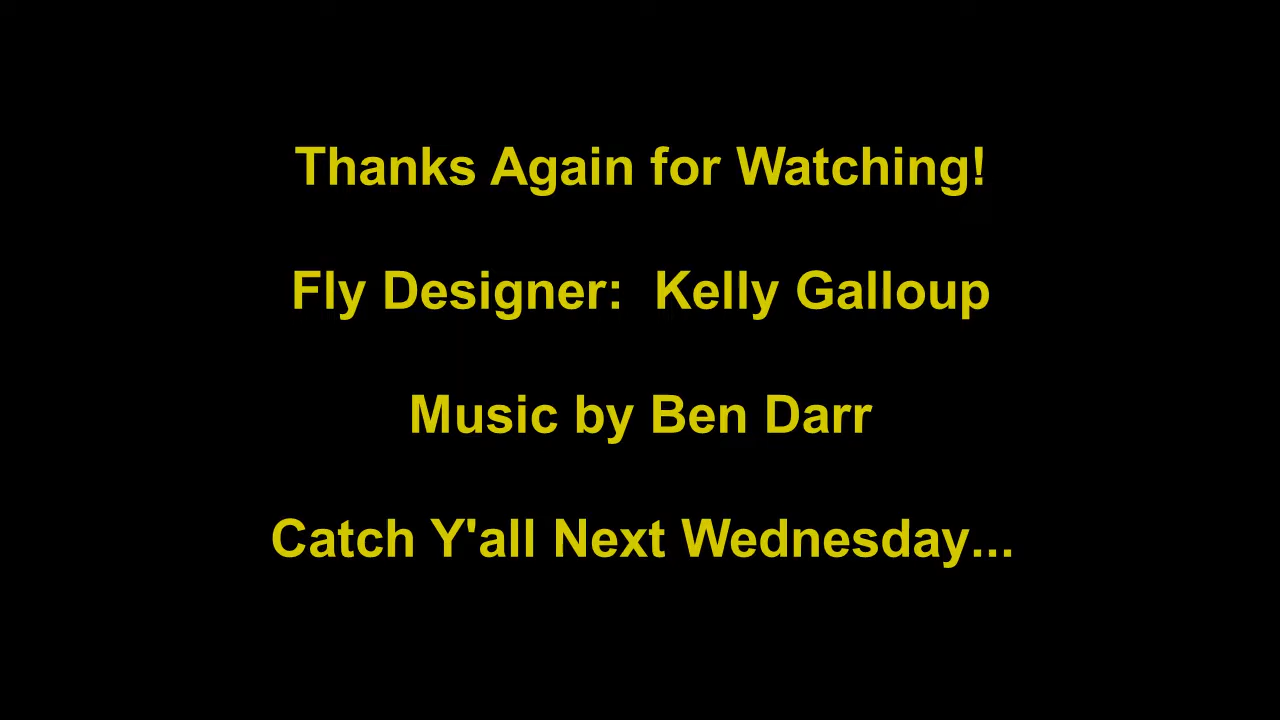 Thanks Again for Watching!
Fly Designer:  Kelly Galloup
Music by Ben Darr
Catch Y'all Next Wednesday...